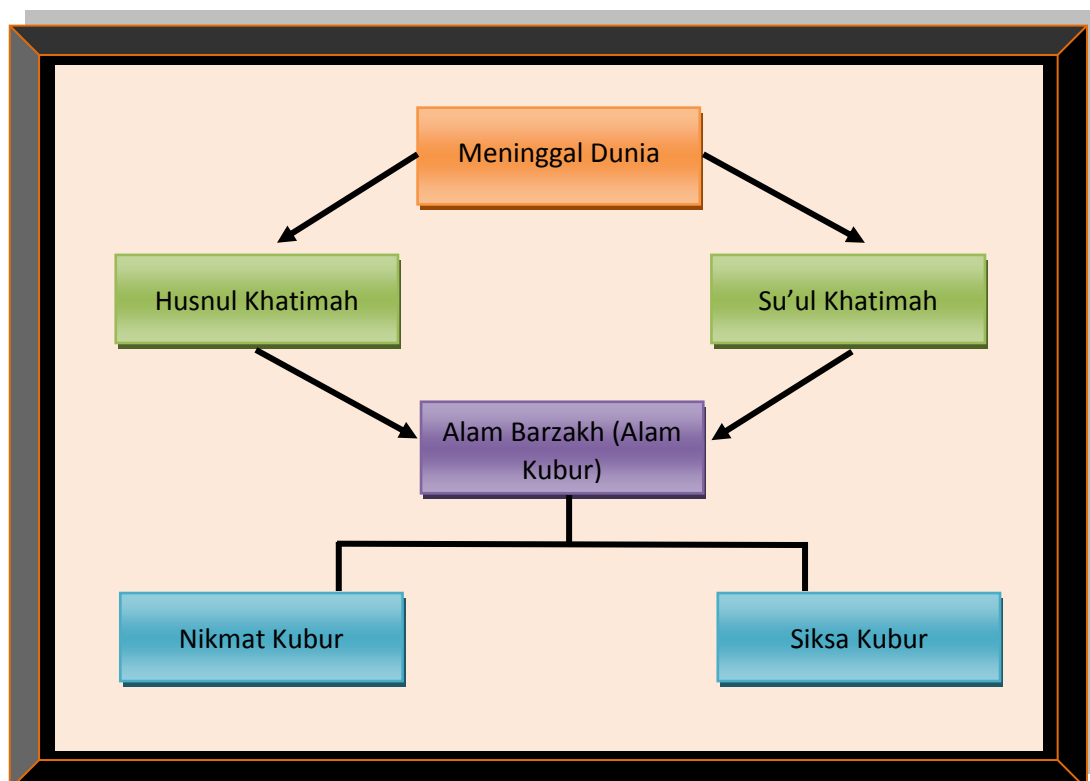 Meninggal Dunia
Husnul Khatimah
Su’ul Khatimah
Alam Barzakh (Alam
Kubur)
Nikmat Kubur
Siksa Kubur